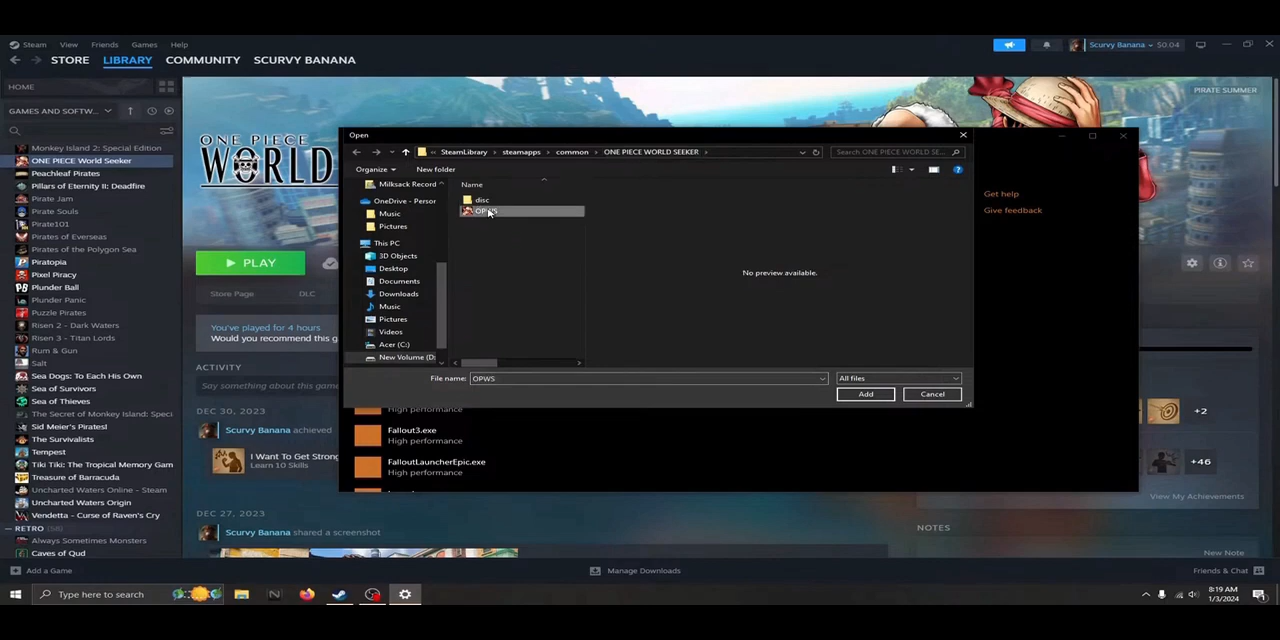 Steam View Friends Games Help
Scurvy Banana $0.04
STORE LIBRARY COMMUNITY SCURVY BANANA
HOME
GAMES AND SOFTW...
Monkey Island 2: Special Edition
ONE PIECE World Seeker
Peachleaf Pirates
Pillars of Eternity II: Deadfire
Pirate Jam
Pirate Souls
Pirate101
Pirates of Everseas
Pirates of the Polygon Sea
Piratopia
Pixel Piracy
Plunder Ball
Plunder Panic
Puzzle Pirates
Risen 2 - Dark Waters
Risen 3 - Titan Lords
Rum & Gun
Salt
Sea Dogs: To Each His Own
Sea of Survivors
Sea of Thieves
The Secret of Monkey Island: Speci
Sid Meier's Pirates!
The Survivalists
Tempest
Tiki Tiki: The Tropical Memory Gam
Treasure of Barracuda
Uncharted Waters Online - Steam
Uncharted Waters Origin
Vendetta - Curse of Raven's Cry
RETRO
Always Sometimes Monsters
Caves of Qud
PIRATE SUMMER
ONE PIECE
WORLD
PLAY
Store Page DLC
You've played for 4 hours
Would you recommend this g
ACTIVITY
Say something about this game
DEC 30, 2023
Scurvy Banana achieved
I Want To Get Strong
Learn 10 Skills
DEC 27, 2023
Scurvy Banana shared a screenshot
Open
SteamLibrary > steamapps > common > ONE PIECE WORLD SEEKER >
Search ONE PIECE WORLD SE...
Organize New folder
Milksack Record
OneDrive - Person
Music
Pictures
This PC
3D Objects
Desktop
Documents
Downloads
Music
Pictures
Videos
Acer (C:)
New Volume (D:
Name
disc
OPWS
No preview available.
File name: OPWS
All files
Add Cancel
High performance
Fallout3.exe
High performance
FalloutLauncherEpic.exe
High performance
Get help
Give feedback
+2
+46
View My Achievements
NOTES
New Note
Add a Game
Manage Downloads
Friends & Chat
Type here to search
8:19 AM
1/3/2024